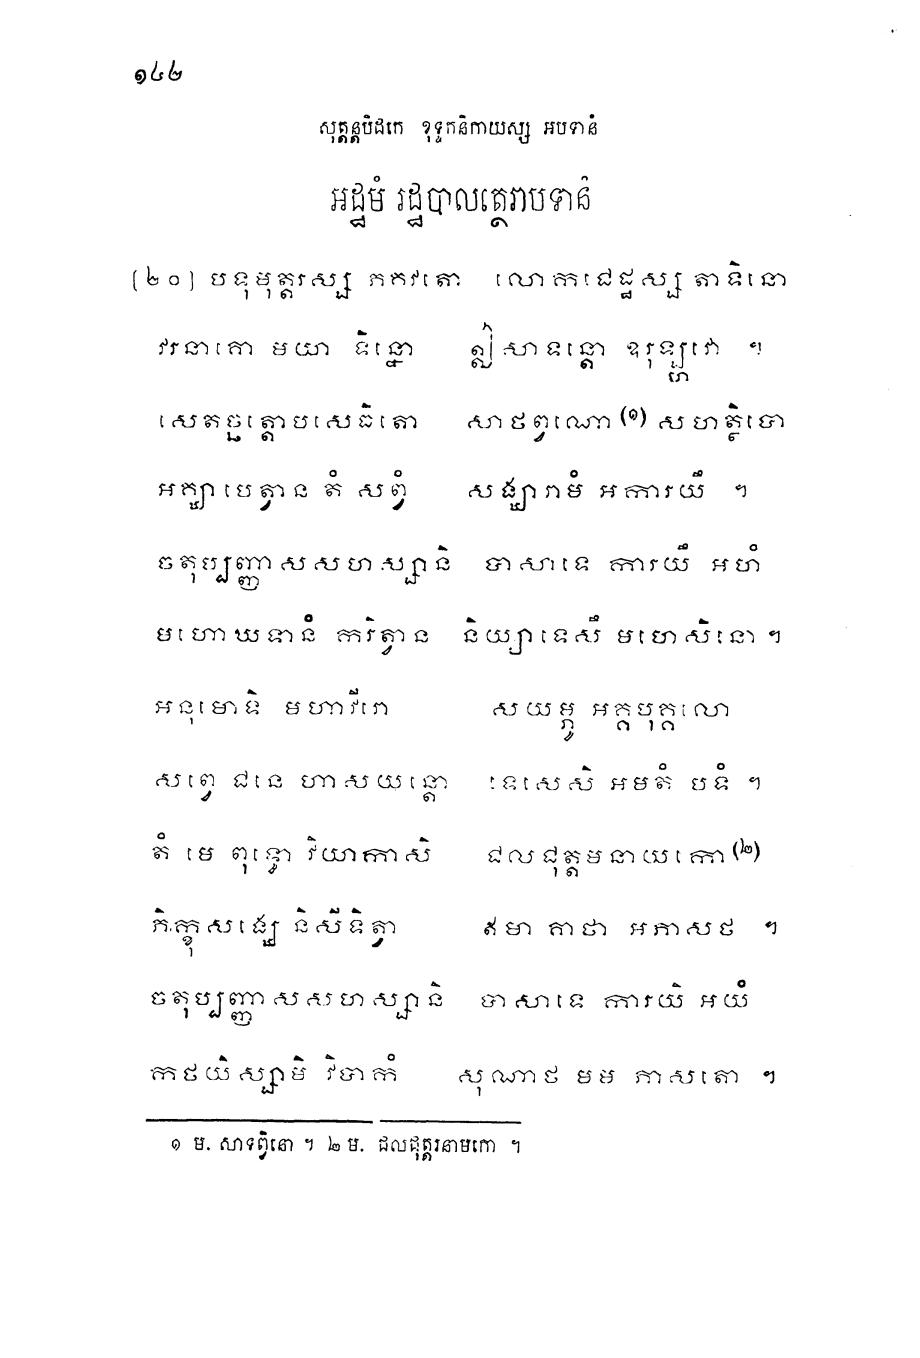 ១៤២
សុត្តន្តបិដកេ ខុទ្ទកនិកាយស្ស អបទានំ
អដ្ឋមំ រដ្ឋបាលត្ថេរាបទានំ
[២០] បទុមុត្តរស្ស ភគវតោ លោកជេដ្ឋស្ស តាទិនោ
វរនាគោ មយា ទិន្នោ ឦសាទន្តោ ឧរុឡ្ហវោ ។
សេតច្ឆត្តោបសេធិតោ សាថព្វណោ (១) សហត្ថិបោ
អគ្ឃាបេត្វាន តំ សព្វំ សង្ឃារាមំ អការយឹ ។
ចតុប្បញ្ញាសសហស្សានិ បាសាទេ ការយឹ អហំ
មហោឃទានំ ករិត្វាន និយ្យាទេសឹ មហេសិនោ ។
អនុមោទិ មហាវីរោ សយម្ភូ អគ្គបុគ្គលោ
សព្វេ ជនេ ហាសយន្តោ ទេសេសិ អមតំ បទំ ។
តំ មេ ពុទ្ធោ វិយាកាសិ ជលជុត្តមនាយកោ (២)
ភិក្ខុសង្ឃេ និសីទិត្វា ឥមា គាថា អភាសថ ។
ចតុប្បញ្ញាសសហស្សានិ បាសាទេ ការយិ អយំ
កថយិស្សាមិ វិបាកំ សុណាថ មម ភាសតោ ។
១ ម. សាទព្វិនោ ។ ២ ម. ជលជុត្តរនាមកោ ។